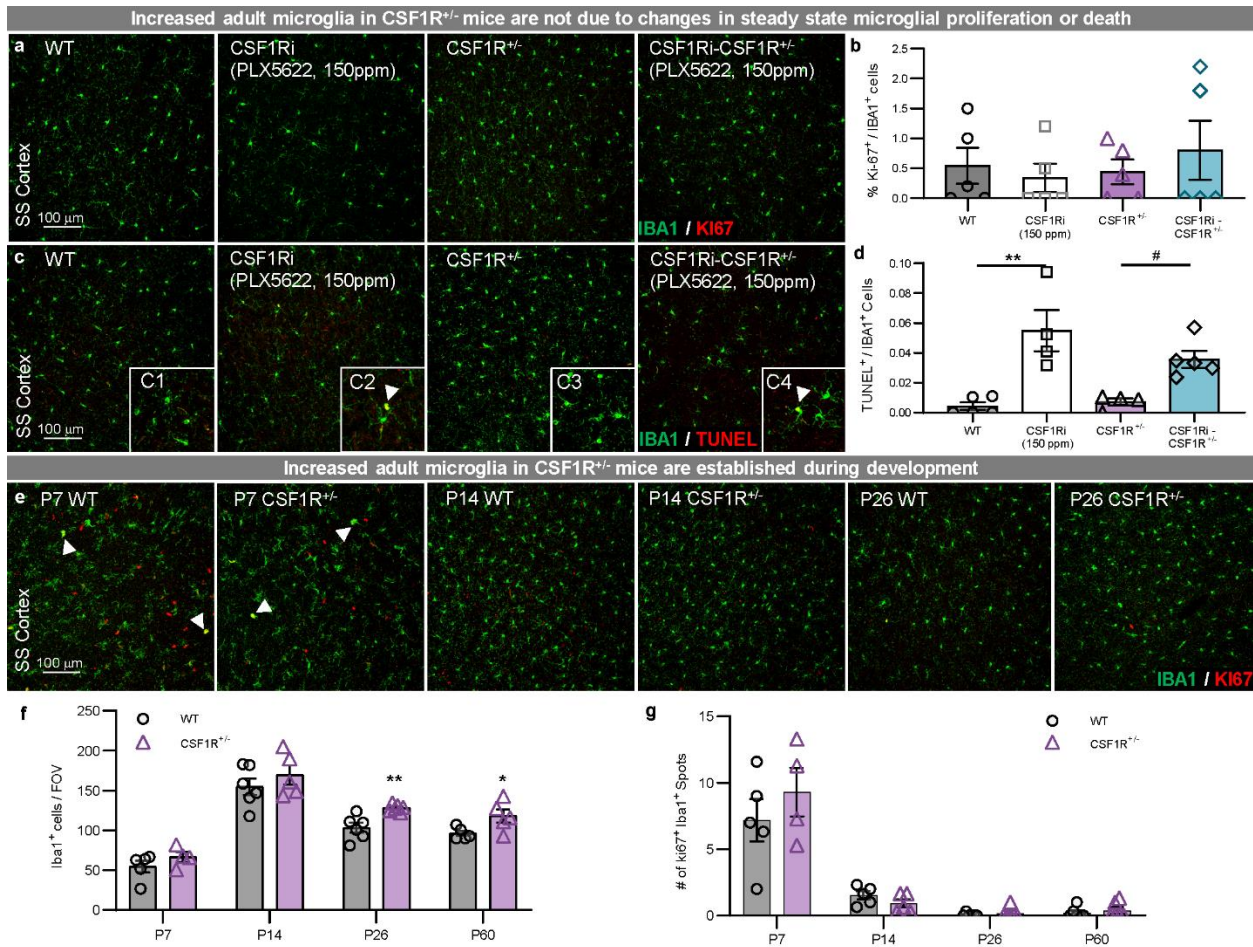 Increased adult microglia in CSF1R+/- mice are not due to changes in steady state microglial proliferation or death
a
WT
SS Cortex
100 µm
CSF1Ri
(PLX5622, 150ppm)
CSF1R+/-
CSF1Ri-CSF1R+/-
(PLX5622, 150ppm)
IBA1 / KI67
b
% Ki-67+ / IBA1+ cells
2.5
2.0
1.5
1.0
0.5
0.0
WT
CSF1Ri
(150 ppm)
CSF1R+/-
CSF1Ri -
CSF1R+/-
c
WT
SS Cortex
100 µm
C1
CSF1Ri
(PLX5622, 150ppm)
C2
CSF1R+/-
C3
CSF1Ri-CSF1R+/-
(PLX5622, 150ppm)
C4
IBA1 / TUNEL
d
TUNEL+ / IBA1+ Cells
0.10
0.08
0.06
0.04
0.02
0.00
**
#
WT
CSF1Ri
(150 ppm)
CSF1R+/-
CSF1Ri -
CSF1R+/-
Increased adult microglia in CSF1R+/- mice are established during development
e
P7 WT
SS Cortex
100 µm
P7 CSF1R+/-
P14 WT
P14 CSF1R+/-
P26 WT
P26 CSF1R+/-
IBA1 / KI67
f
Iba1+ cells / FOV
250
200
150
100
50
0
WT
CSF1R+/-
**
*
P7
P14
P26
P60
g
# of ki67+ Iba1+ Spots
15
10
5
0
WT
CSF1R+/-
P7
P14
P26
P60